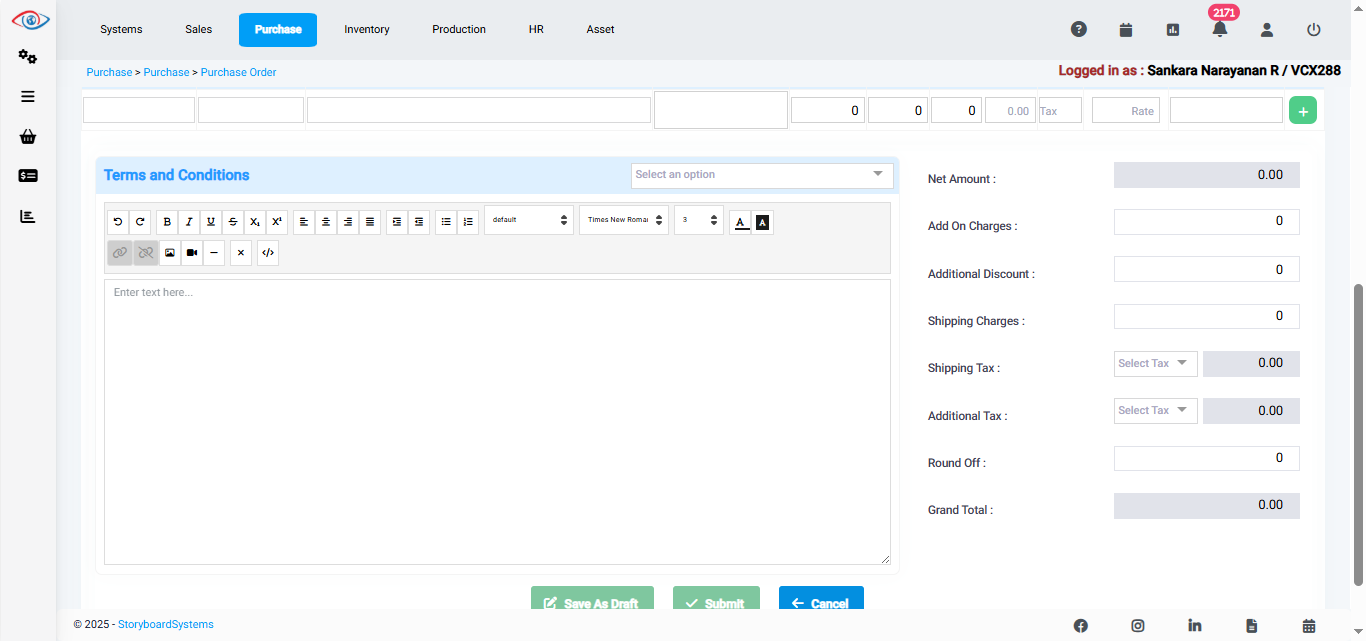 2171
Systems Sales Purchase Inventory Production HR Asset
Purchase > Purchase > Purchase Order
Logged in as : Sankara Narayanan R / VCX288
0 0 0 0.00 Tax Rate +
Terms and Conditions
Select an option
B I U S X₁ X¹
default Times New Roma 3 A A
Enter text here...
Net Amount : 0.00
Add On Charges : 0
Additional Discount : 0
Shipping Charges : 0
Shipping Tax : Select Tax 0.00
Additional Tax : Select Tax 0.00
Round Off : 0
Grand Total : 0.00
Save As Draft Submit Cancel
© 2025 - StoryboardSystems